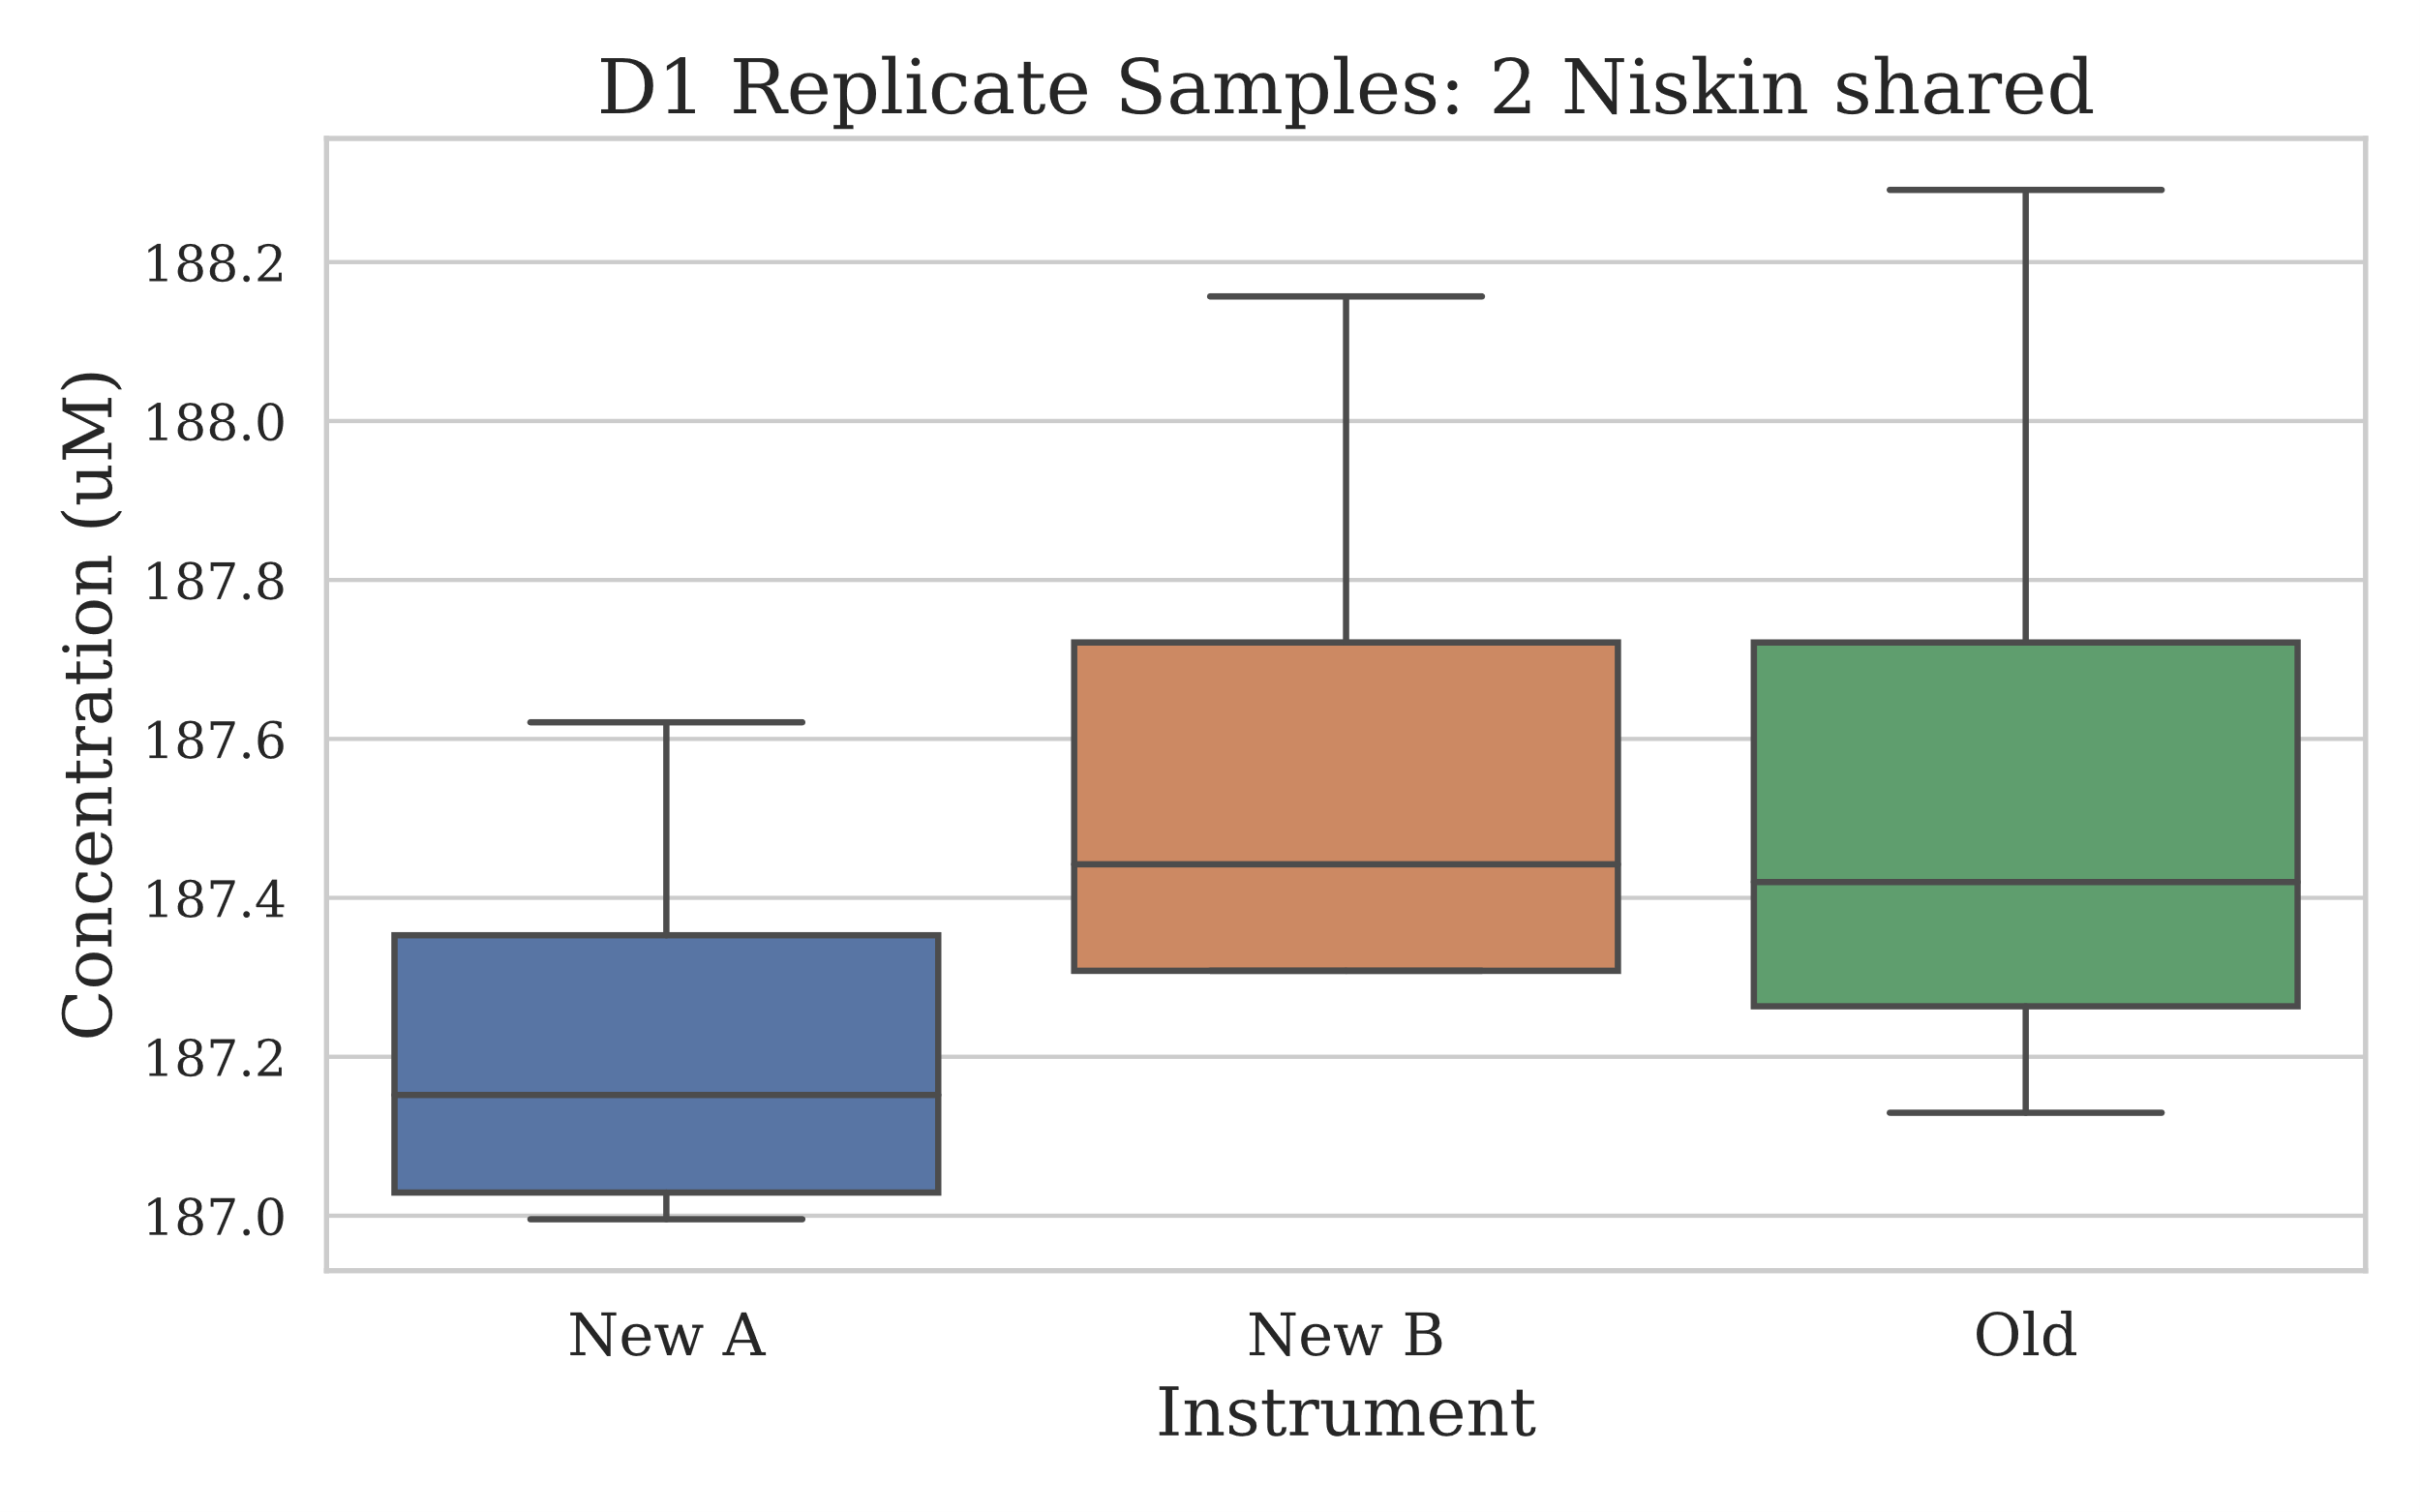 D1 Replicate Samples: 2 Niskin shared
Concentration (uM)
188.2
188.0
187.8
187.6
187.4
187.2
187.0
New A
New B
Old
Instrument